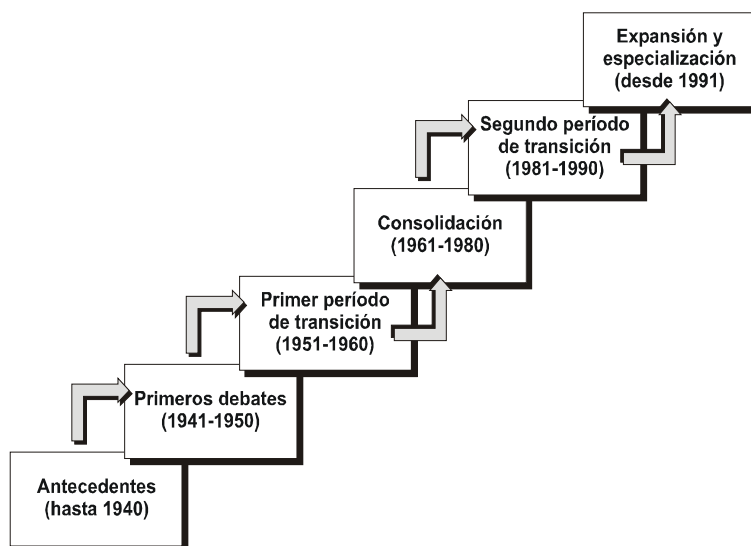 Expansión y
especialización
(desde 1991)
Segundo período
de transición
(1981-1990)
Consolidación
(1961-1980)
Primer período
de transición
(1951-1960)
Primeros debates
(1941-1950)
Antecedentes
(hasta 1940)